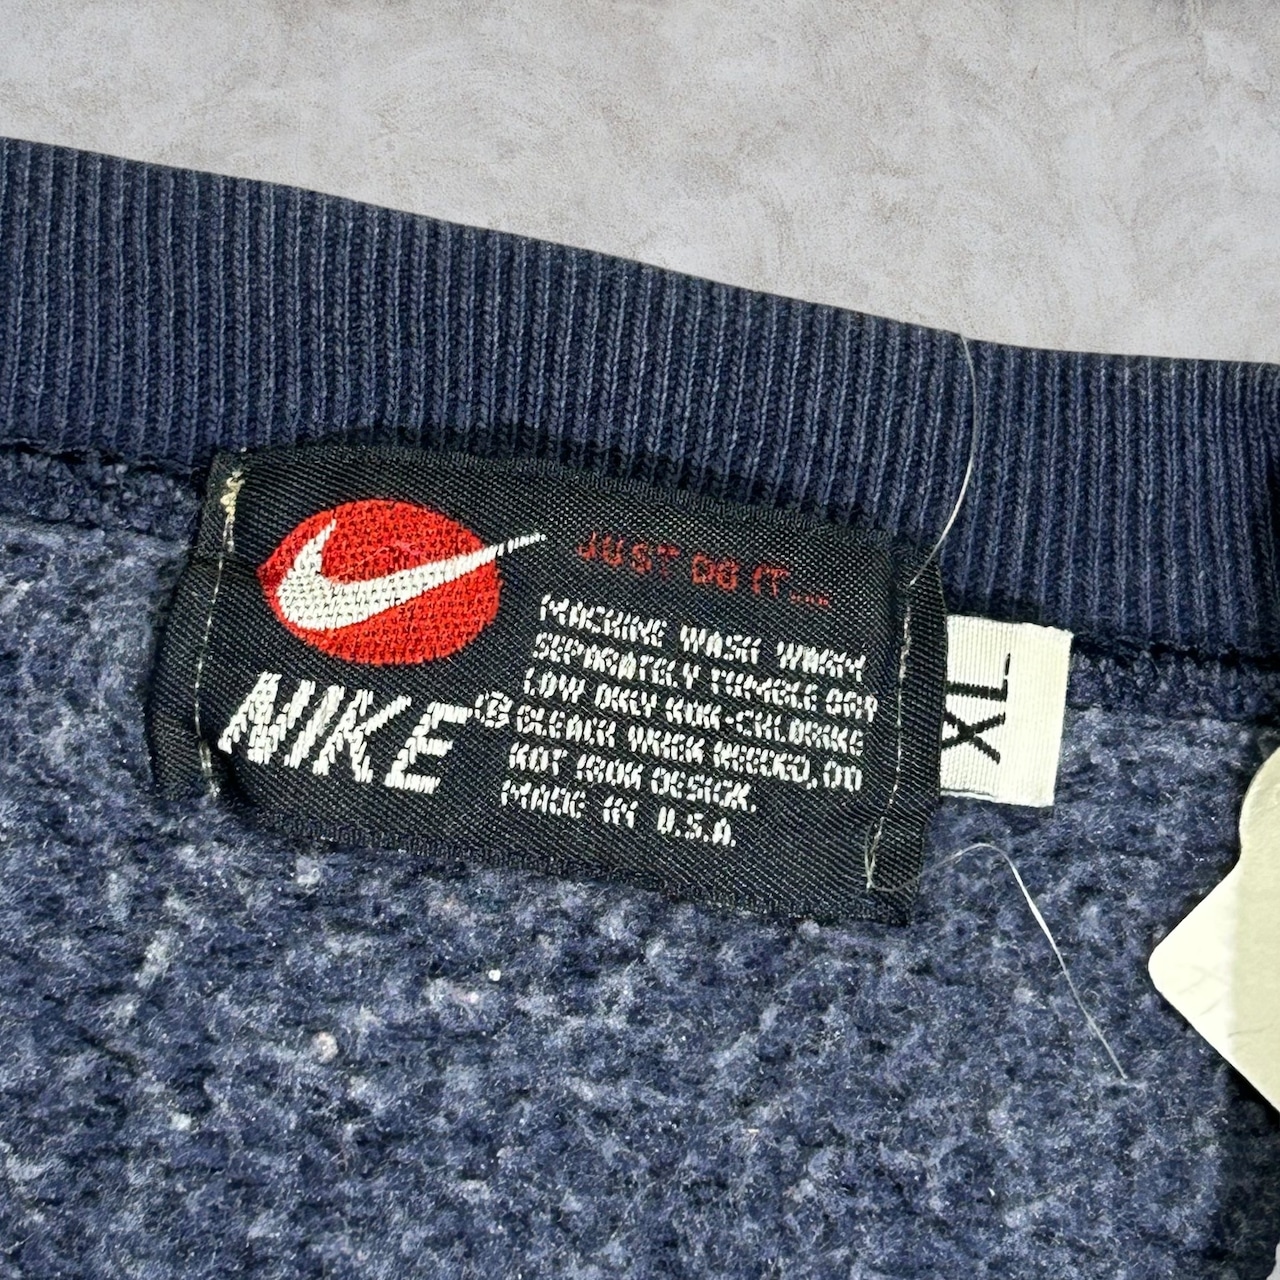 JUST DO IT...
NIKE®
MACHINE WASH WARM
SEPARATELY TUMBLE DRY
LOW ONLY NON-CHLORINE
BLEACH WHEN NEEDED, DO
NOT IRON DESIGN.
MADE IN U.S.A.
XL